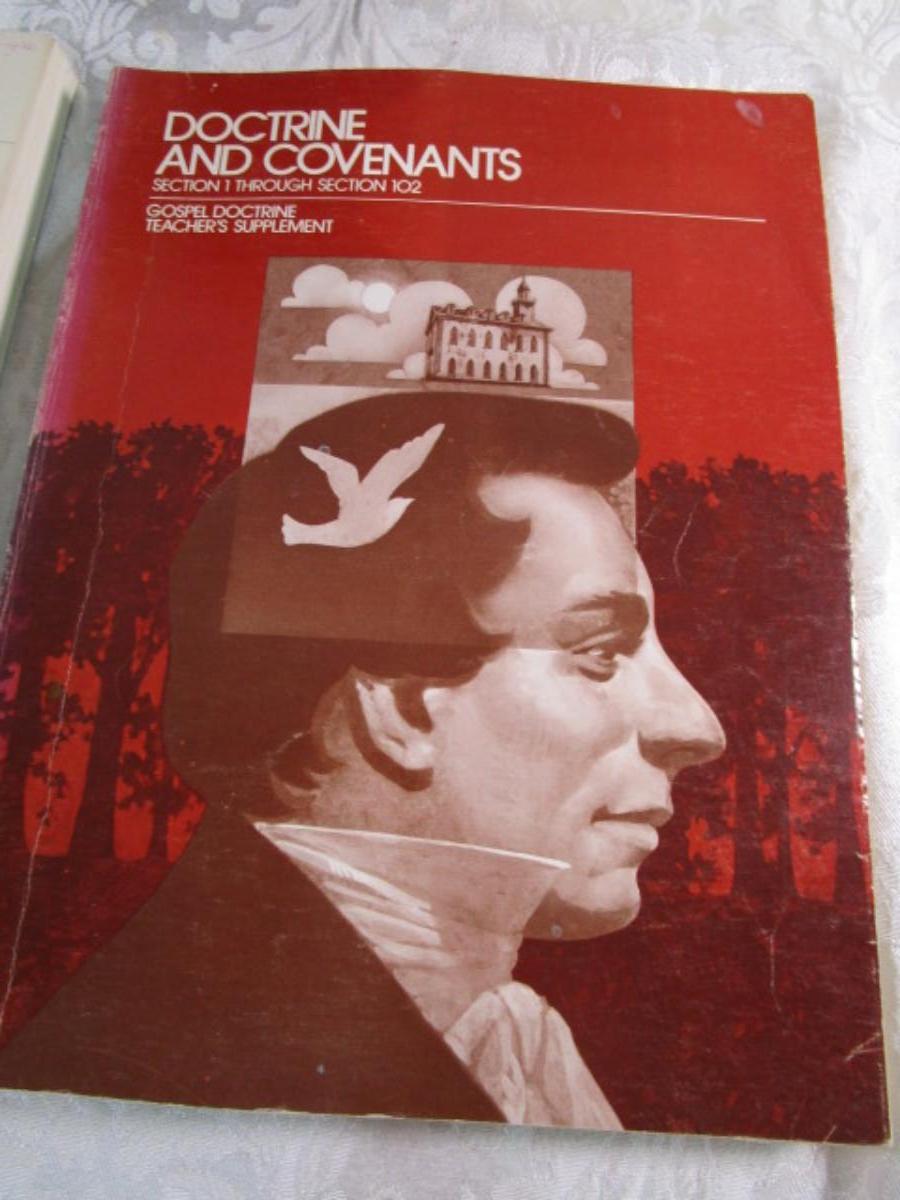 DOCTRINE
AND COVENANTS
SECTION 1 THROUGH SECTION 102
GOSPEL DOCTRINE
TEACHER'S SUPPLEMENT